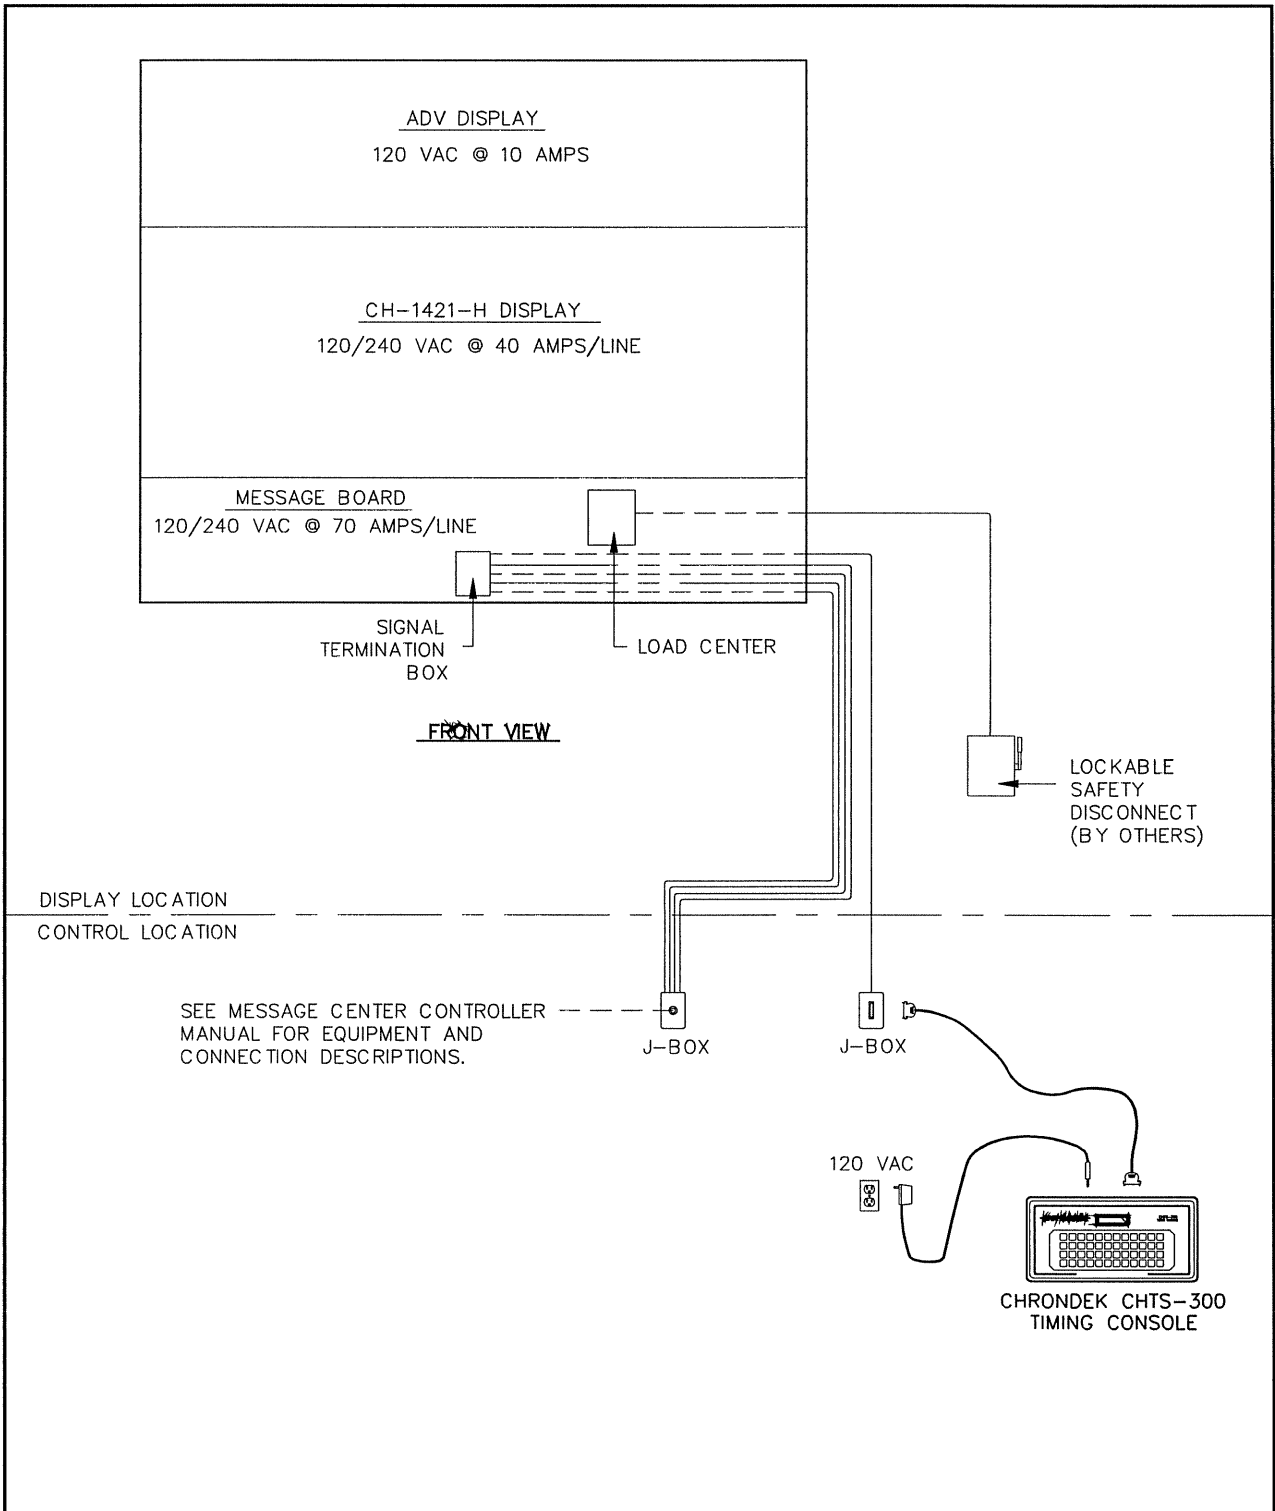 ADV DISPLAY
120 VAC @ 10 AMPS
CH-1421-H DISPLAY
120/240 VAC @ 40 AMPS/LINE
MESSAGE BOARD
120/240 VAC @ 70 AMPS/LINE
SIGNAL
TERMINATION
BOX
LOAD CENTER
FRONT VIEW
LOCKABLE
SAFETY
DISCONNECT
(BY OTHERS)
DISPLAY LOCATION
CONTROL LOCATION
SEE MESSAGE CENTER CONTROLLER
MANUAL FOR EQUIPMENT AND
CONNECTION DESCRIPTIONS.
J-BOX
J-BOX
120 VAC
CHRONDEK CHTS-300
TIMING CONSOLE